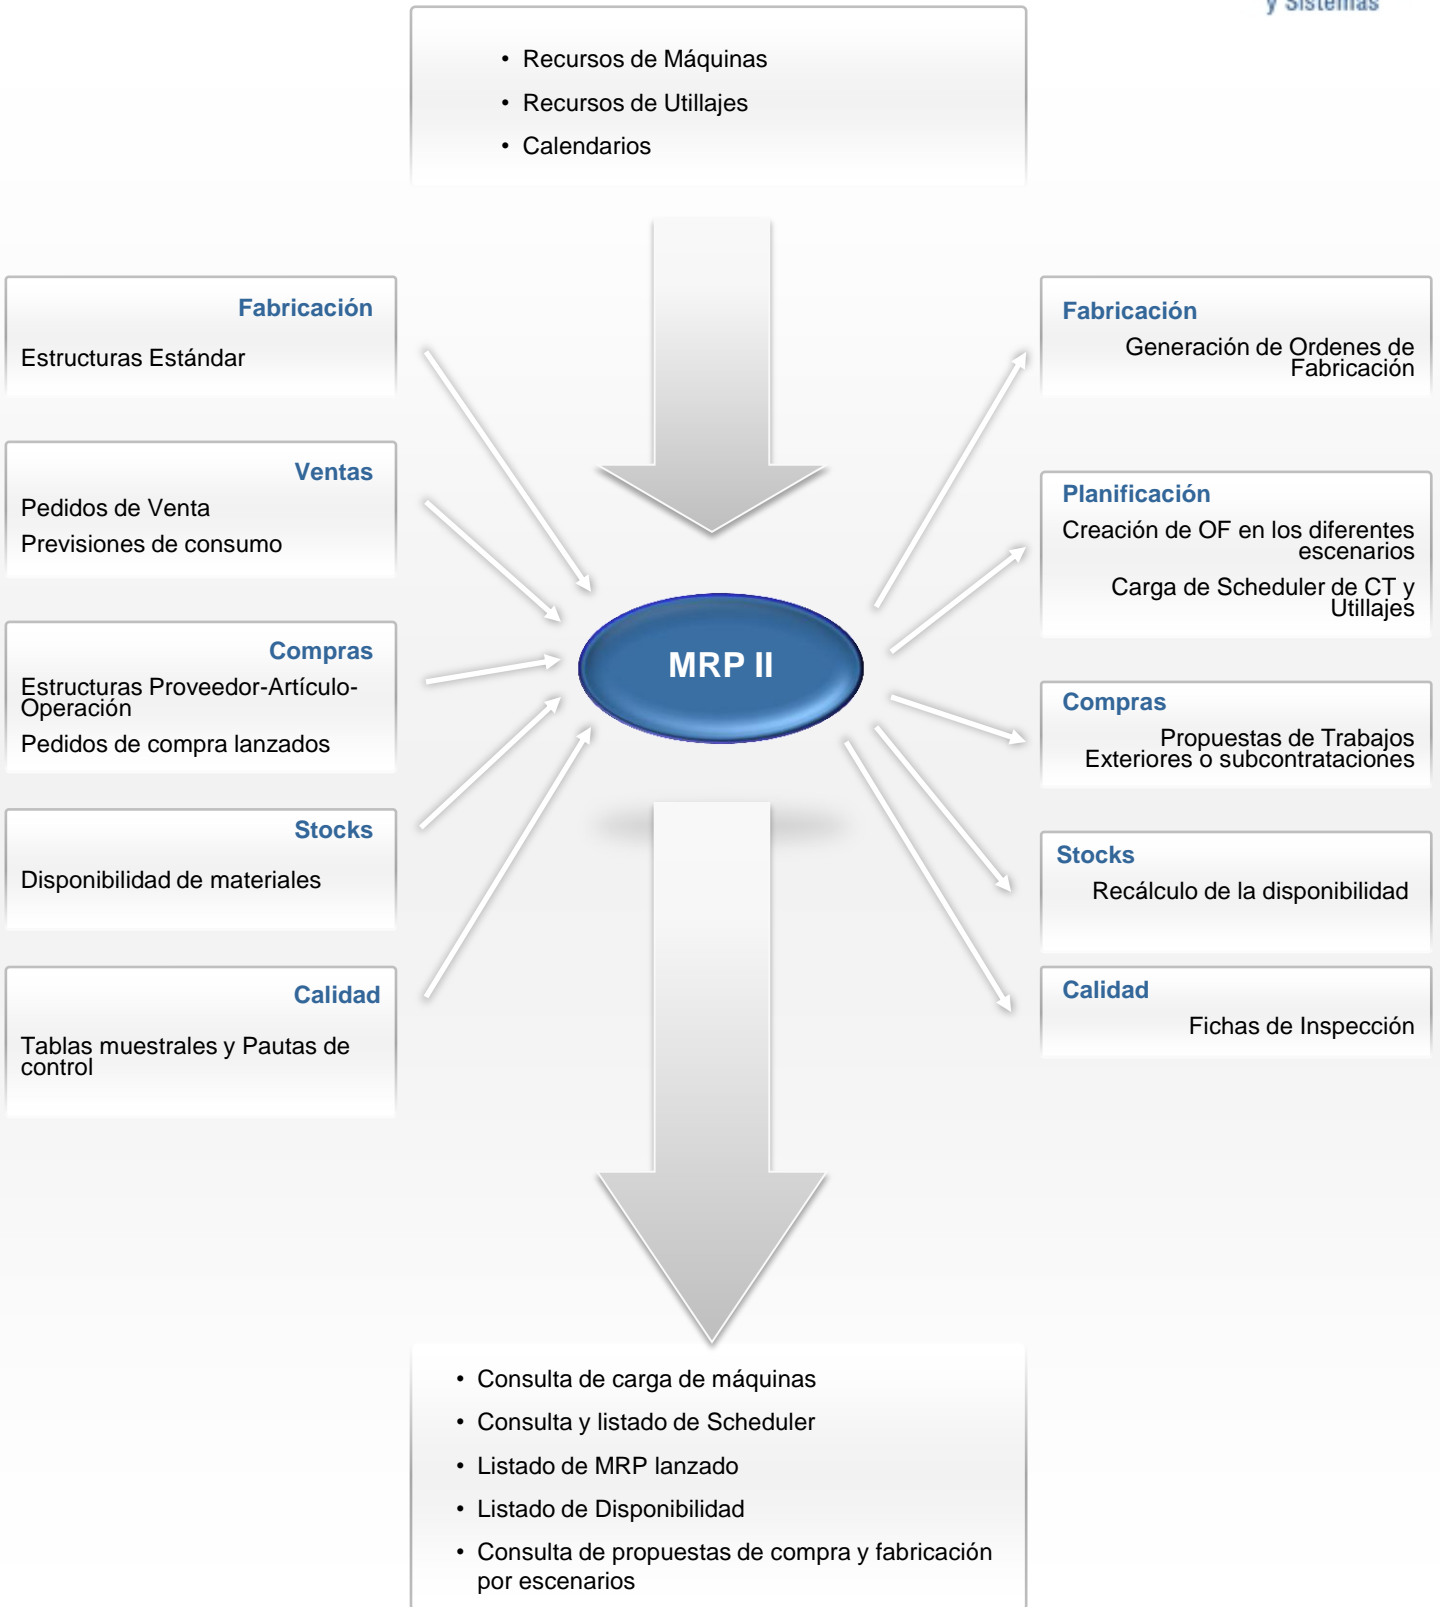 y Sistemas
• Recursos de Máquinas
• Recursos de Utillajes
• Calendarios
Fabricación
Estructuras Estándar
Ventas
Pedidos de Venta
Previsiones de consumo
Compras
Estructuras Proveedor-Artículo-
Operación
Pedidos de compra lanzados
Stocks
Disponibilidad de materiales
Calidad
Tablas muestrales y Pautas de
control
MRP II
Fabricación
Generación de Ordenes de
Fabricación
Planificación
Creación de OF en los diferentes
escenarios
Carga de Scheduler de CT y
Utillajes
Compras
Propuestas de Trabajos
Exteriores o subcontrataciones
Stocks
Recálculo de la disponibilidad
Calidad
Fichas de Inspección
• Consulta de carga de máquinas
• Consulta y listado de Scheduler
• Listado de MRP lanzado
• Listado de Disponibilidad
• Consulta de propuestas de compra y fabricación
por escenarios